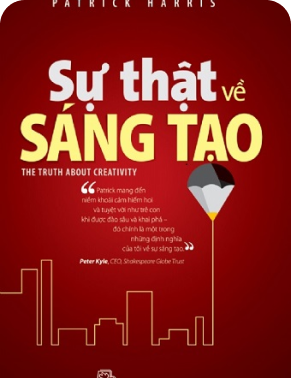 PATRICK HARRIS
Sự thật về
SÁNG TẠO
THE TRUTH ABOUT CREATIVITY
“Patrick mang đến
niềm khoái cảm hiếm hoi
và tuyệt vời như trẻ con
khi được đào sâu và khai phá –
đó chính là một trong
những định nghĩa
của tôi về sự sáng tạo.”
Peter Kyle, CEO, Shakespeare Globe Trust